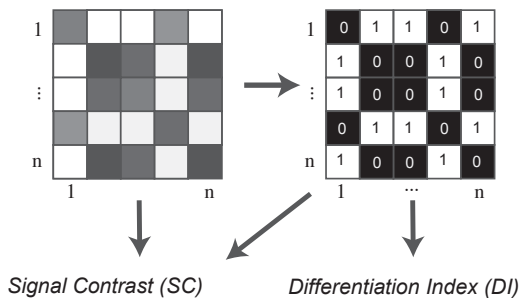 1 1 0 1 1 0 1
1 0 0 1 0
⋮ ⋮ 1 0 0 1 0
0 1 1 0 1
n n 1 0 0 1 0
1 n 1 ... n
Signal Contrast (SC) Differentiation Index (DI)